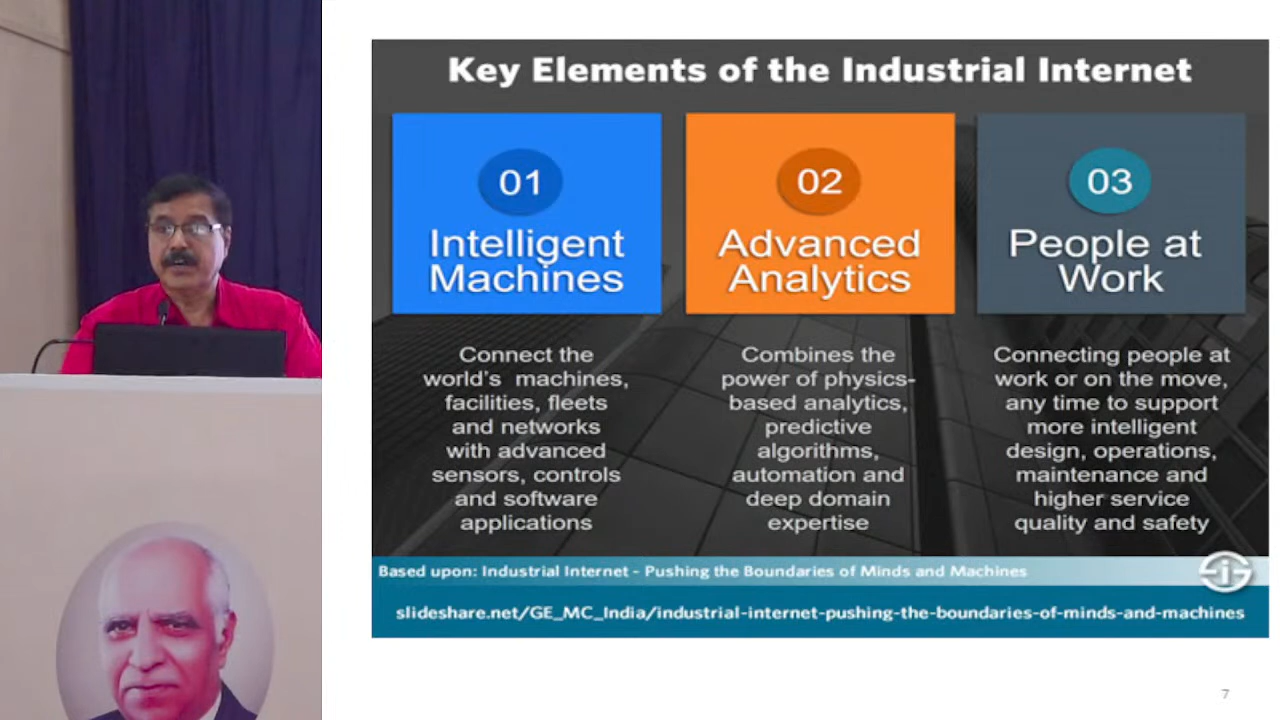 Key Elements of the Industrial Internet
01
Intelligent
Machines
Connect the
world's machines,
facilities, fleets
and networks
with advanced
sensors, controls
and software
applications
02
Advanced
Analytics
Combines the
power of physics-
based analytics,
predictive
algorithms,
automation and
deep domain
expertise
03
People at
Work
Connecting people at
work or on the move,
any time to support
more intelligent
design, operations,
maintenance and
higher service
quality and safety
Based upon: Industrial Internet - Pushing the Boundaries of Minds and Machines
slideshare.net/GE_MC_India/industrial-internet-pushing-the-boundaries-of-minds-and-machines
7